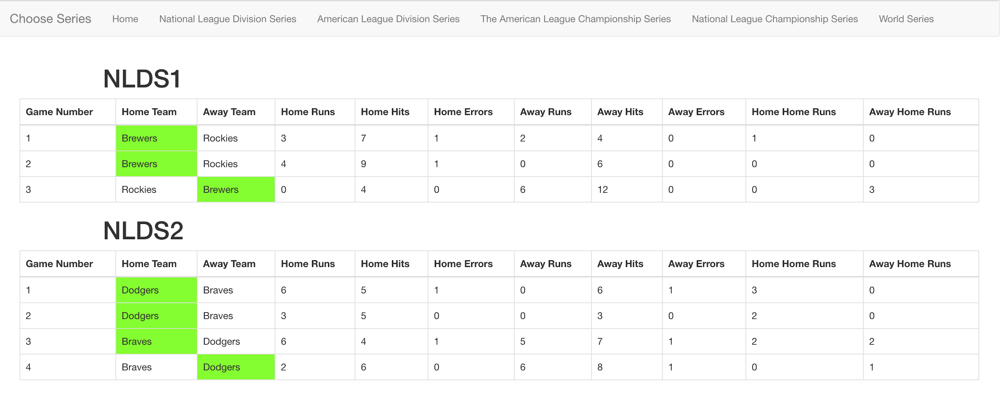 Choose Series Home National League Division Series American League Division Series The American League Championship Series National League Championship Series World Series
NLDS1
Game Number Home Team Away Team Home Runs Home Hits Home Errors Away Runs Away Hits Away Errors Home Home Runs Away Home Runs
1 Brewers Rockies 3 7 1 2 4 0 1 0
2 Brewers Rockies 4 9 1 0 6 0 0 0
3 Rockies Brewers 0 4 0 6 12 0 0 3
NLDS2
Game Number Home Team Away Team Home Runs Home Hits Home Errors Away Runs Away Hits Away Errors Home Home Runs Away Home Runs
1 Dodgers Braves 6 5 1 0 6 1 3 0
2 Dodgers Braves 3 5 0 0 3 0 2 0
3 Braves Dodgers 6 4 1 5 7 1 2 2
4 Braves Dodgers 2 6 0 6 8 1 0 1